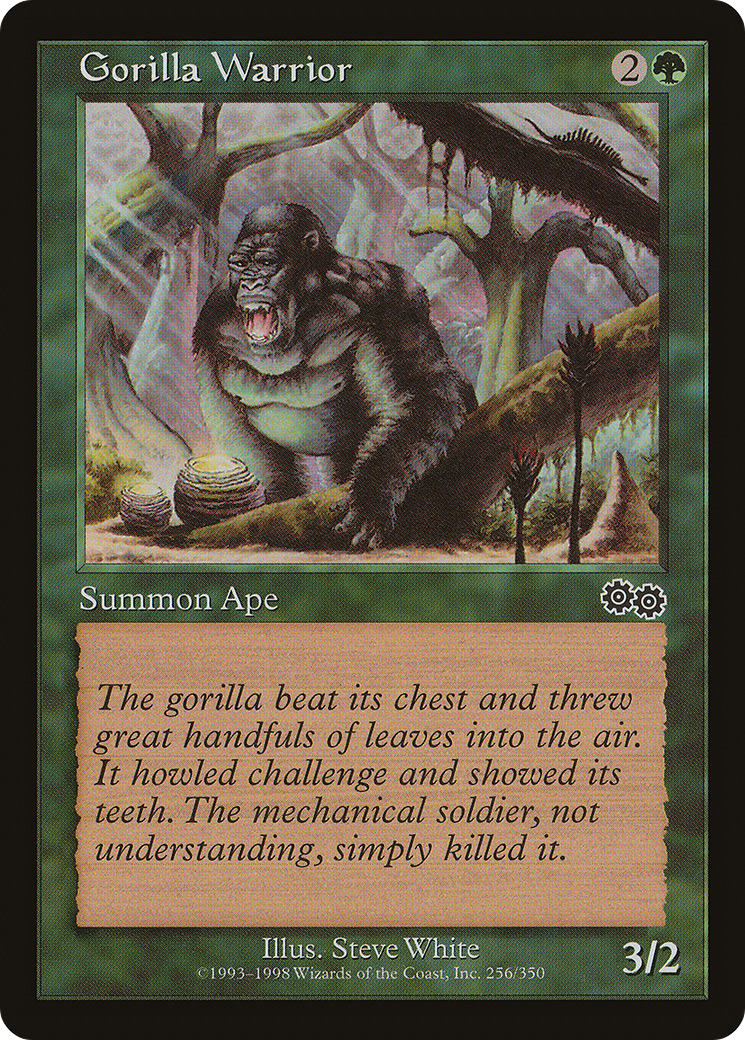 Gorilla Warrior
2
Summon Ape
The gorilla beat its chest and threw
great handfuls of leaves into the air.
It howled challenge and showed its
teeth. The mechanical soldier, not
understanding, simply killed it.
Illus. Steve White
©1993–1998 Wizards of the Coast, Inc. 256/350
3/2